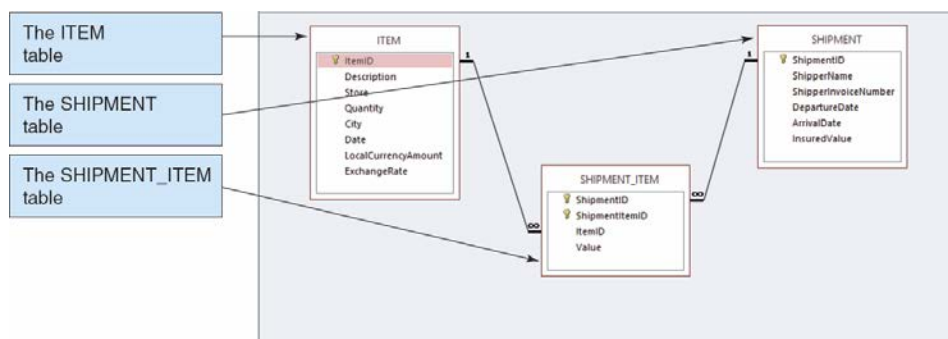 The ITEM
table
The SHIPMENT
table
The SHIPMENT_ITEM
table
ITEM
ItemID
Description
Store
Quantity
City
Date
LocalCurrencyAmount
ExchangeRate
1
∞
SHIPMENT_ITEM
ShipmentID
ShipmentItemID
ItemID
Value
∞
1
SHIPMENT
ShipmentID
ShipperName
ShipperInvoiceNumber
DepartureDate
ArrivalDate
InsuredValue